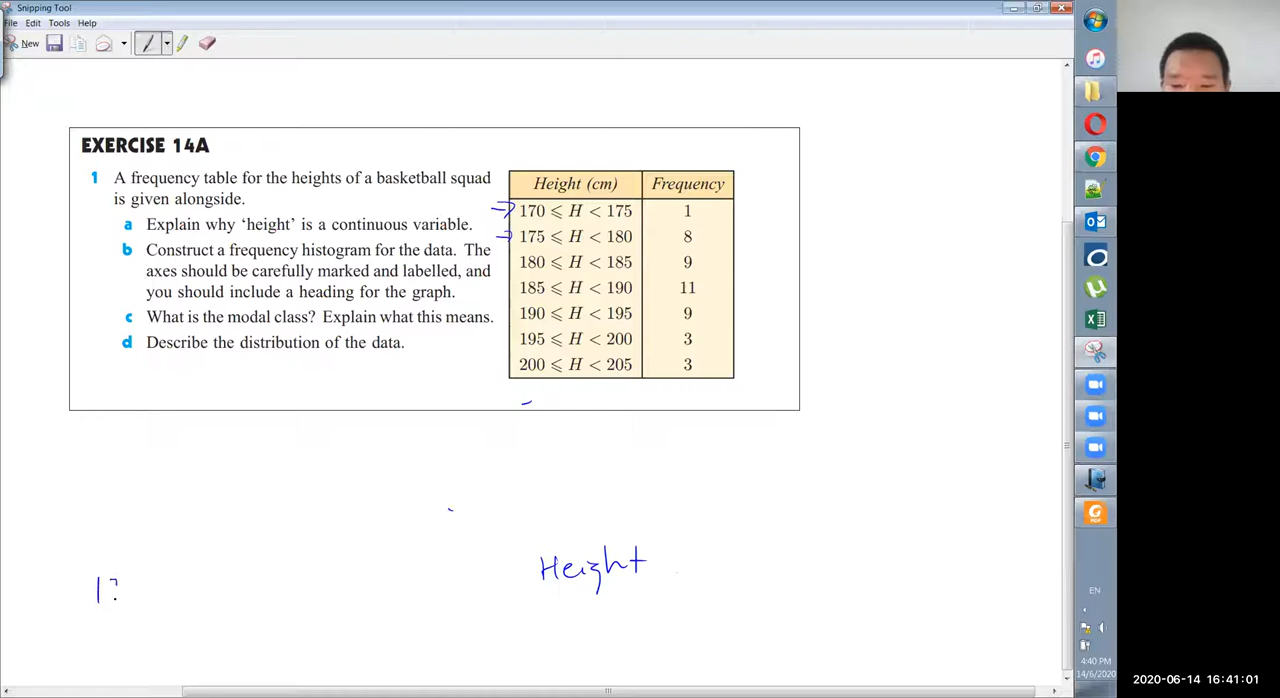 Snipping Tool
File Edit Tools Help
New
EXERCISE 14A
1 A frequency table for the heights of a basketball squad
is given alongside.
a Explain why ‘height’ is a continuous variable.
b Construct a frequency histogram for the data. The
axes should be carefully marked and labelled, and
you should include a heading for the graph.
c What is the modal class? Explain what this means.
d Describe the distribution of the data.
Height (cm) Frequency
170 ⩽ H < 175 1
175 ⩽ H < 180 8
180 ⩽ H < 185 9
185 ⩽ H < 190 11
190 ⩽ H < 195 9
195 ⩽ H < 200 3
200 ⩽ H < 205 3
Height
EN
4:40 PM
14/6/2020
2020-06-14 16:41:01